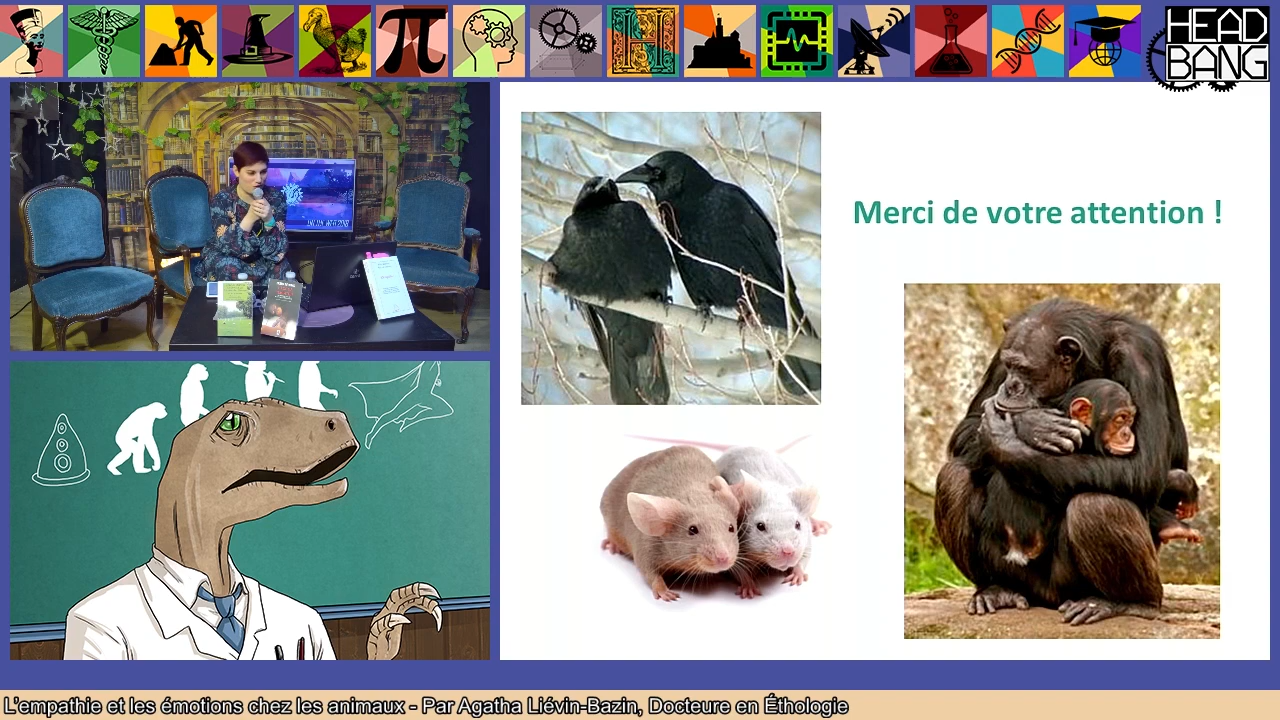 HEAD
BANG
Merci de votre attention !
L'empathie et les émotions chez les animaux - Par Agatha Liévin-Bazin, Docteure en Éthologie